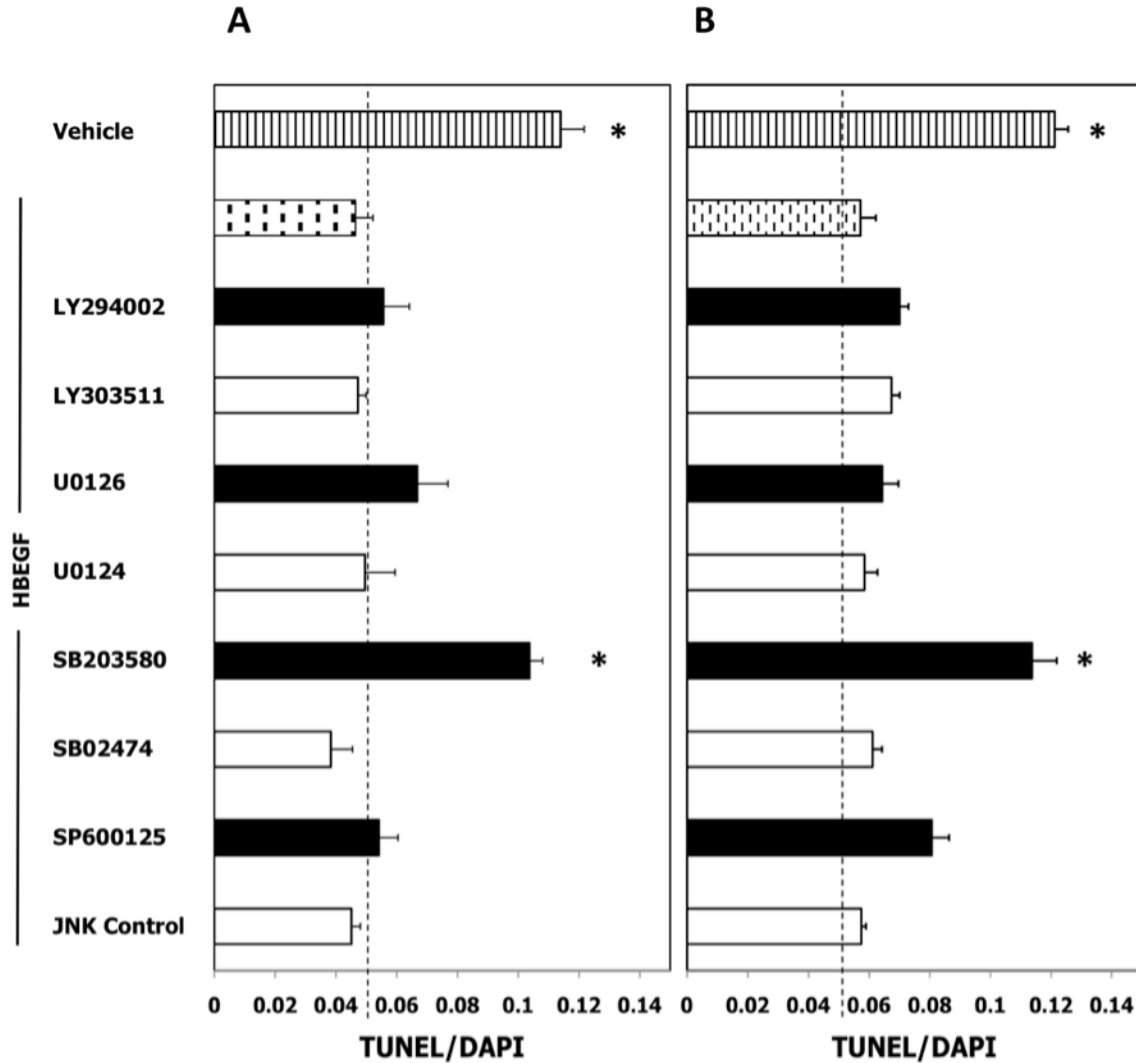 A B
Vehicle * *
LY294002
LY303511
U0126
HBEGF
U0124
SB203580 * *
SB02474
SP600125
JNK Control
0 0.02 0.04 0.06 0.08 0.1 0.12 0.14 0 0.02 0.04 0.06 0.08 0.1 0.12 0.14
TUNEL/DAPI TUNEL/DAPI